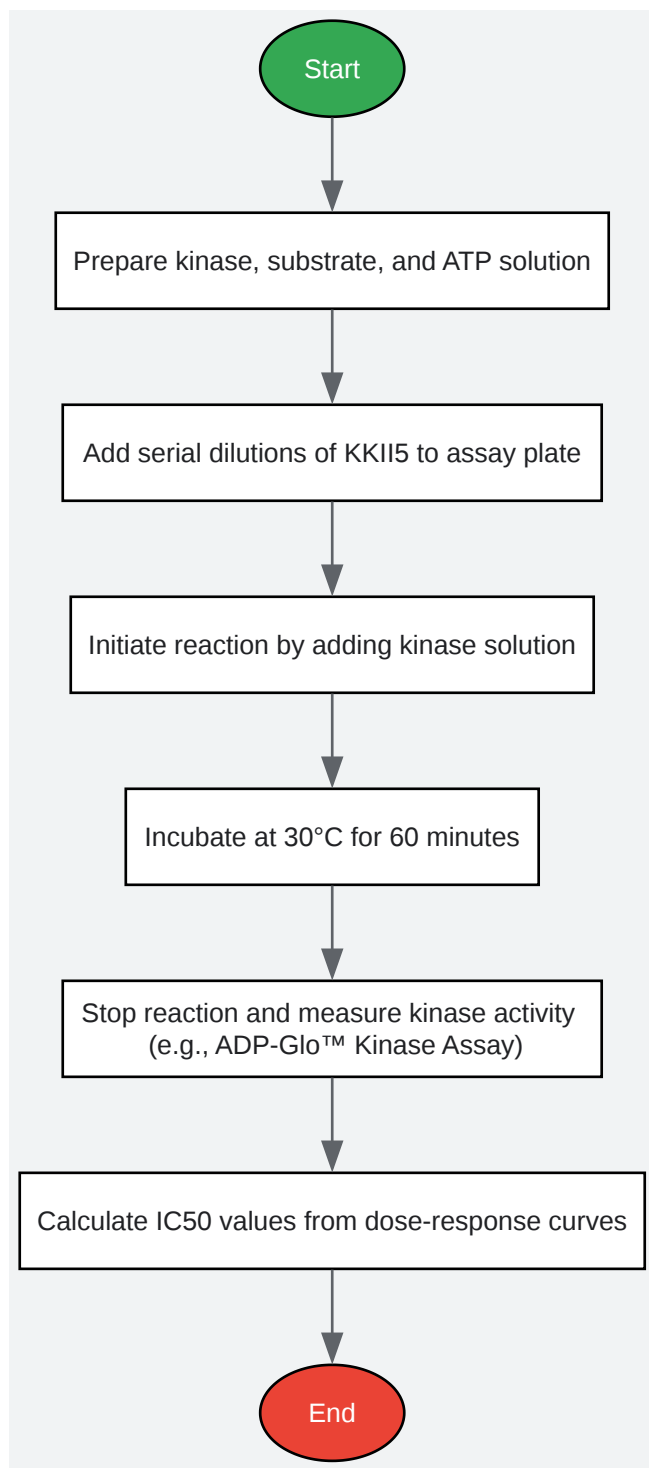 Start
Prepare kinase, substrate, and ATP solution
Add serial dilutions of KKII5 to assay plate
Initiate reaction by adding kinase solution
Incubate at 30°C for 60 minutes
Stop reaction and measure kinase activity
(e.g., ADP-Glo™ Kinase Assay)
Calculate IC50 values from dose-response curves
End